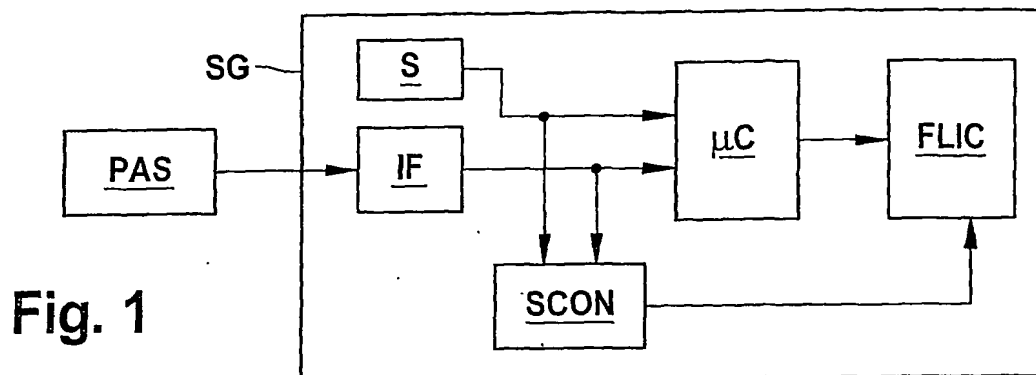 SG
S
PAS
IF
µC
FLIC
SCON
Fig. 1